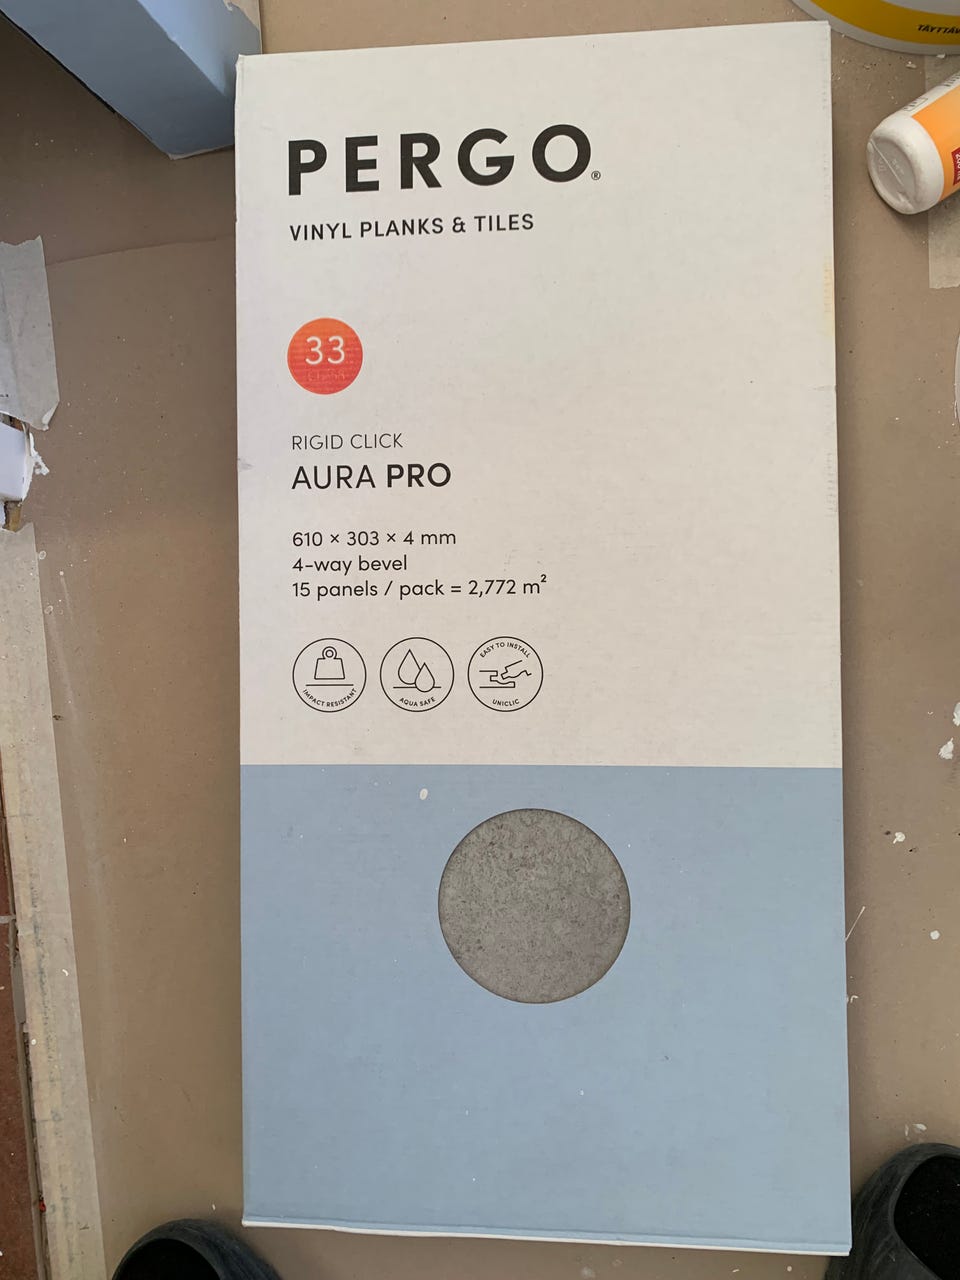 PERGO®
VINYL PLANKS & TILES
33
CLASS
RIGID CLICK
AURA PRO
610 × 303 × 4 mm
4-way bevel
15 panels / pack = 2,772 m²
IMPACT RESISTANT
AQUA SAFE
EASY TO INSTALL
UNICLIC